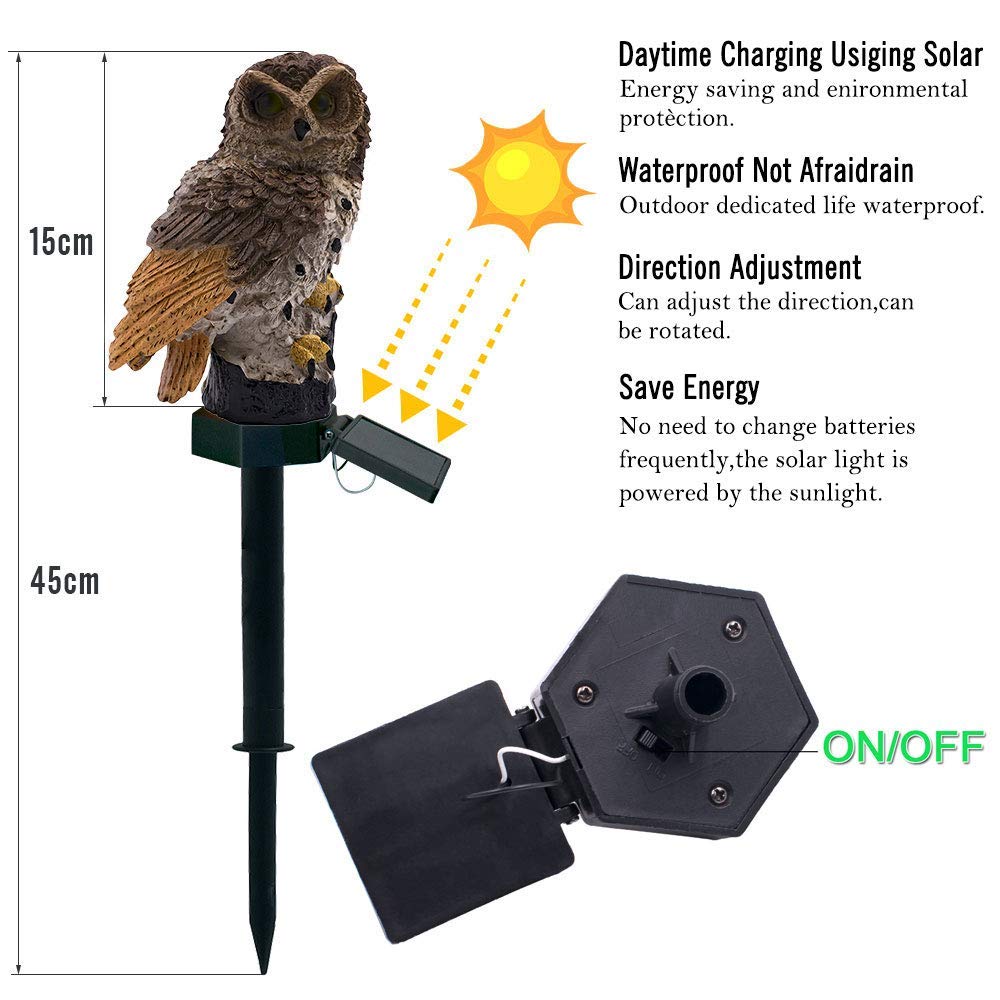 Daytime Charging Usiging Solar
Energy saving and enironmental
protèction.
Waterproof Not Afraidrain
Outdoor dedicated life waterproof.
Direction Adjustment
Can adjust the direction,can
be rotated.
Save Energy
No need to change batteries
frequently,the solar light is
powered by the sunlight.
15cm
45cm
ON/OFF